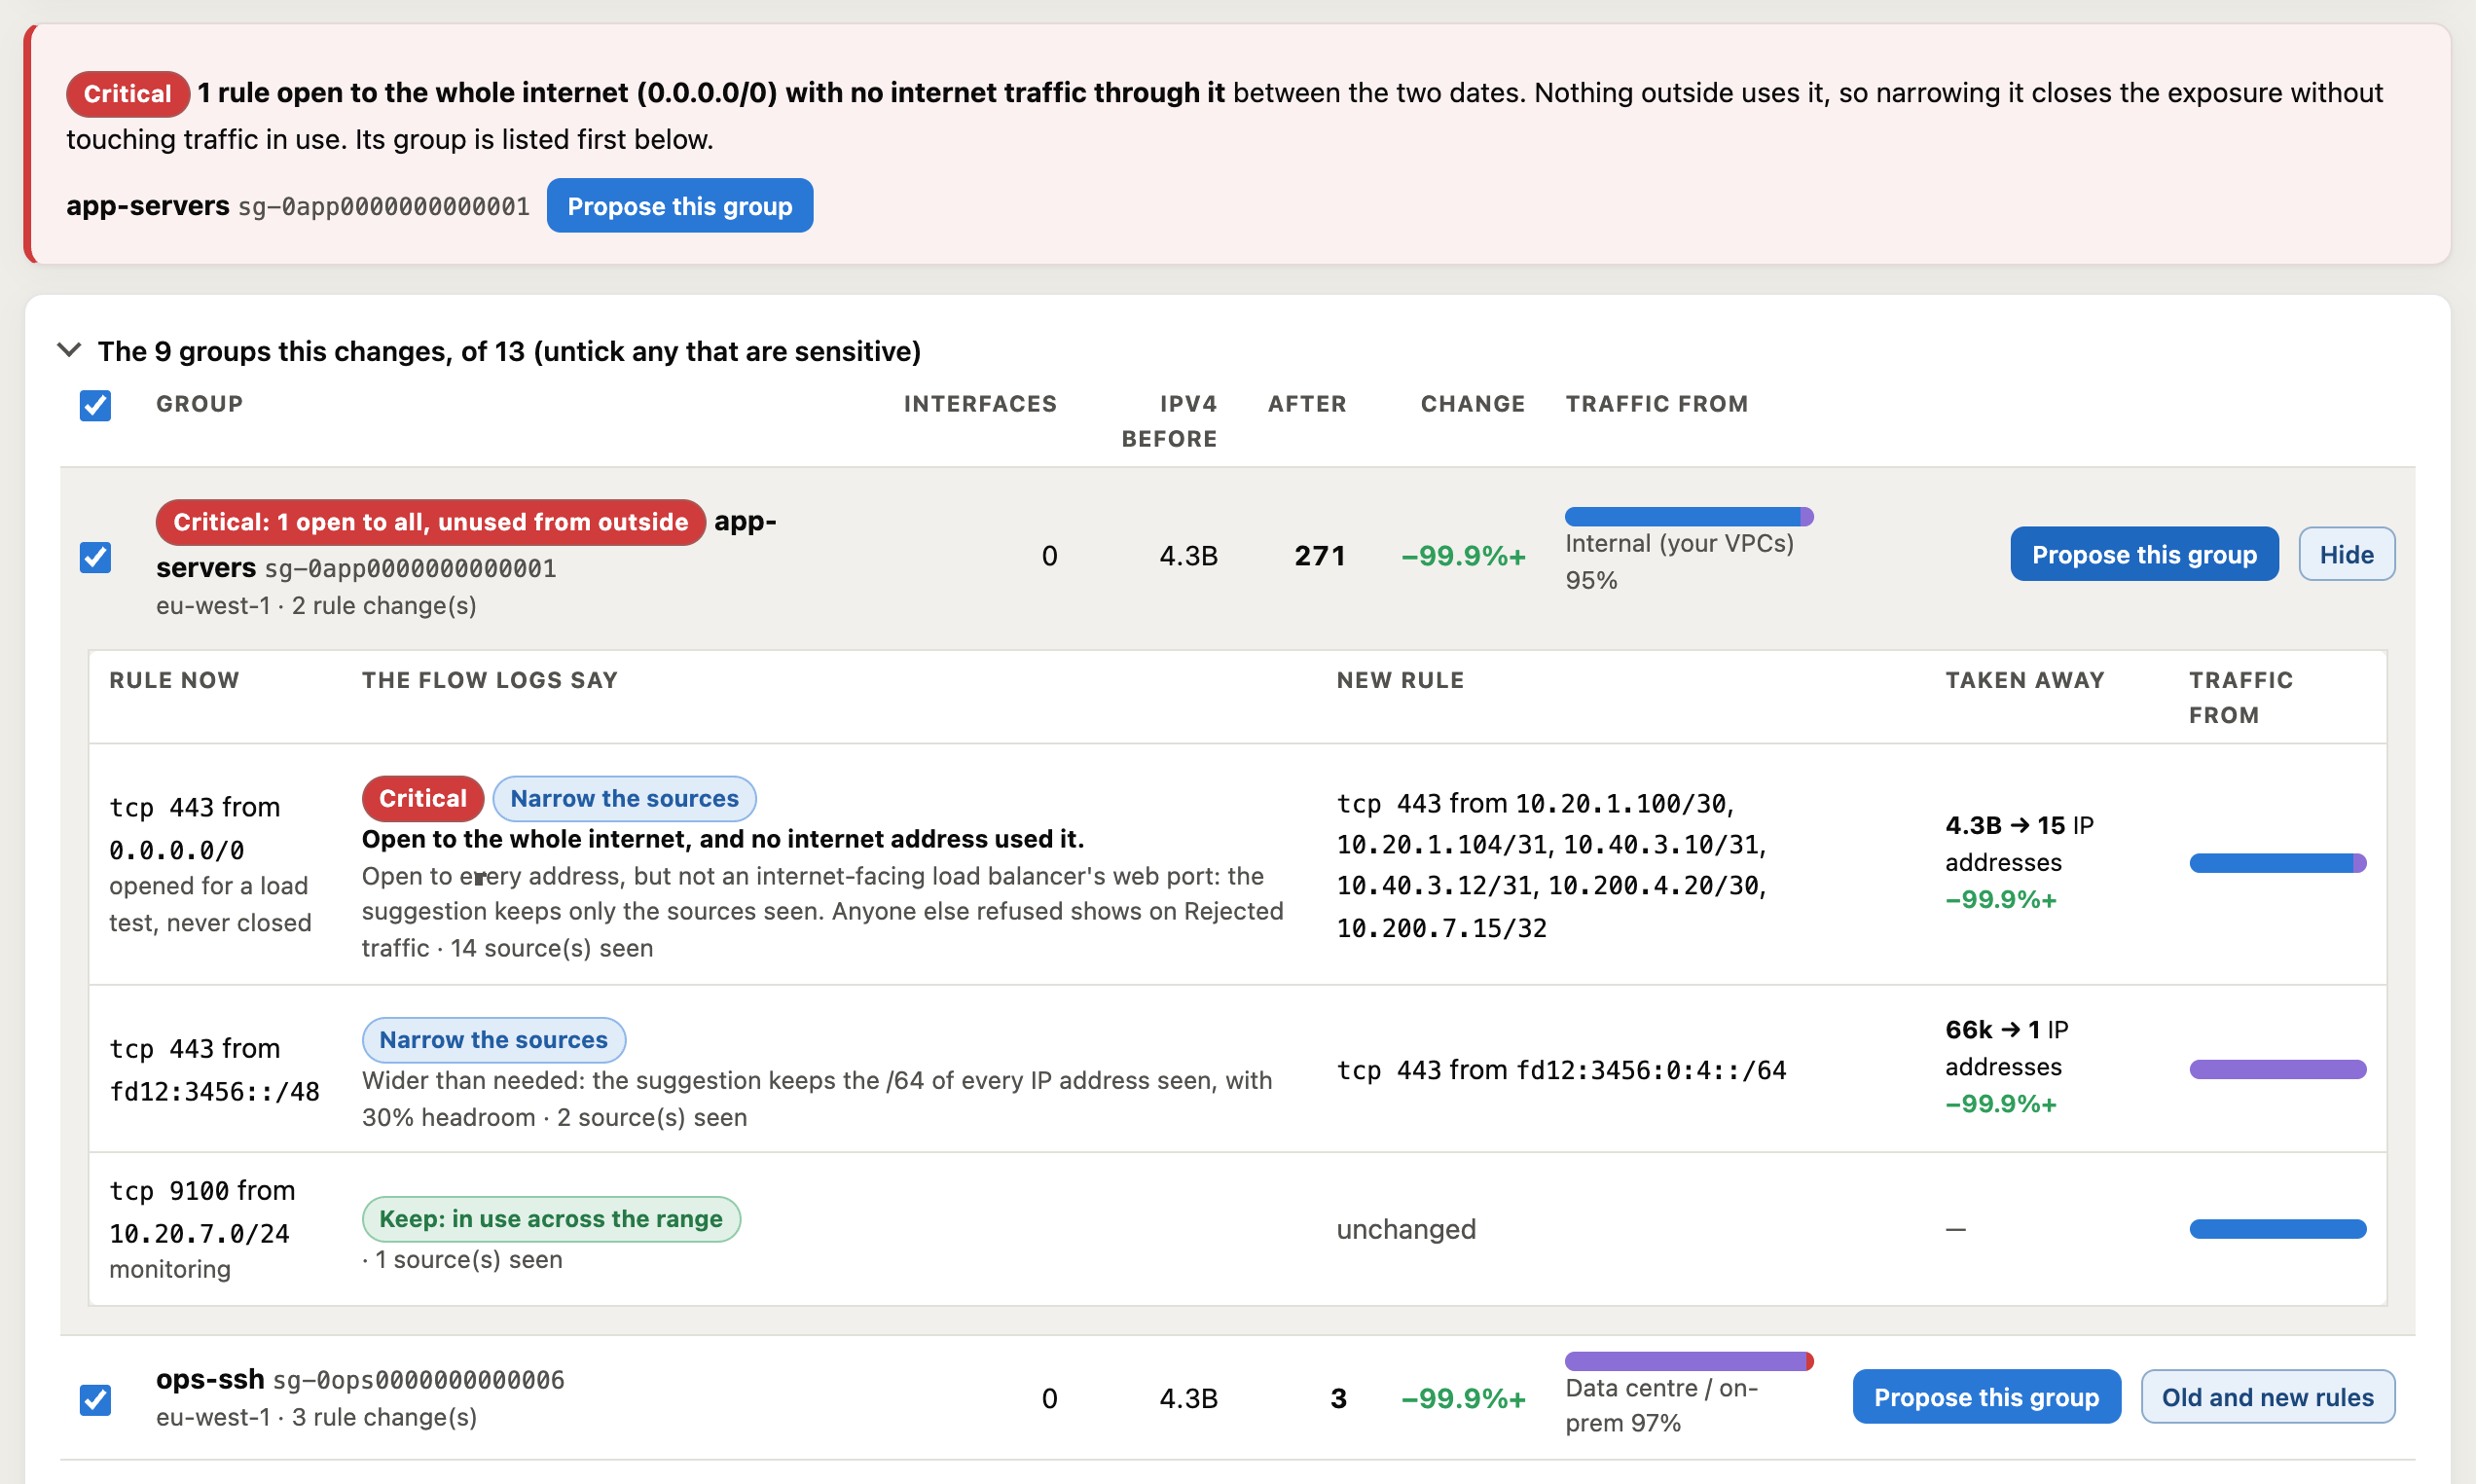 Critical 1 rule open to the whole internet (0.0.0.0/0) with no internet traffic through it between the two dates. Nothing outside uses it, so narrowing it closes the exposure without
touching traffic in use. Its group is listed first below.
app-servers sg-0app0000000000001 Propose this group
The 9 groups this changes, of 13 (untick any that are sensitive)
GROUP INTERFACES IPV4 BEFORE AFTER CHANGE TRAFFIC FROM
Critical: 1 open to all, unused from outside app-
servers sg-0app0000000000001
eu-west-1 · 2 rule change(s)
0 4.3B 271 −99.9%+
Internal (your VPCs)
95%
Propose this group Hide
RULE NOW THE FLOW LOGS SAY NEW RULE TAKEN AWAY TRAFFIC
FROM
tcp 443 from
0.0.0.0/0
opened for a load
test, never closed
Critical Narrow the sources
Open to the whole internet, and no internet address used it.
Open to every address, but not an internet-facing load balancer's web port: the
suggestion keeps only the sources seen. Anyone else refused shows on Rejected
traffic · 14 source(s) seen
tcp 443 from 10.20.1.100/30,
10.20.1.104/31, 10.40.3.10/31,
10.40.3.12/31, 10.200.4.20/30,
10.200.7.15/32
4.3B → 15 IP
addresses
−99.9%+
tcp 443 from
fd12:3456::/48
Narrow the sources
Wider than needed: the suggestion keeps the /64 of every IP address seen, with
30% headroom · 2 source(s) seen
tcp 443 from fd12:3456:0:4::/64
66k → 1 IP
addresses
−99.9%+
tcp 9100 from
10.20.7.0/24
monitoring
Keep: in use across the range
· 1 source(s) seen
unchanged
—
ops-ssh sg-0ops0000000000006
eu-west-1 · 3 rule change(s)
0 4.3B 3 −99.9%+
Data centre / on-
prem 97%
Propose this group Old and new rules